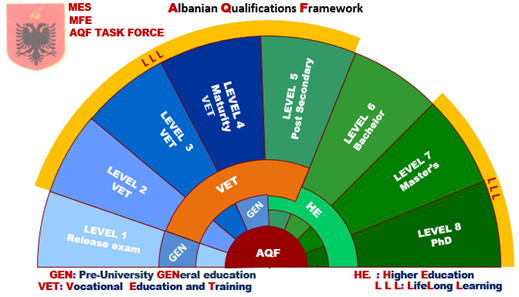 MES
MFE
AQF TASK FORCE
Albanian Qualifications Framework
L L L
LEVEL 1
Release exam
LEVEL 2
VET
LEVEL 3
VET
LEVEL 4
Maturity
VET
LEVEL 5
Post Secondary
LEVEL 6
Bachelor
LEVEL 7
Master's
LEVEL 8
PhD
L L L
GEN
VET
GEN
HE
AQF
GEN: Pre-University GENeral education
VET: Vocational Education and Training
HE. : Higher Education
L L L: LifeLong Learning